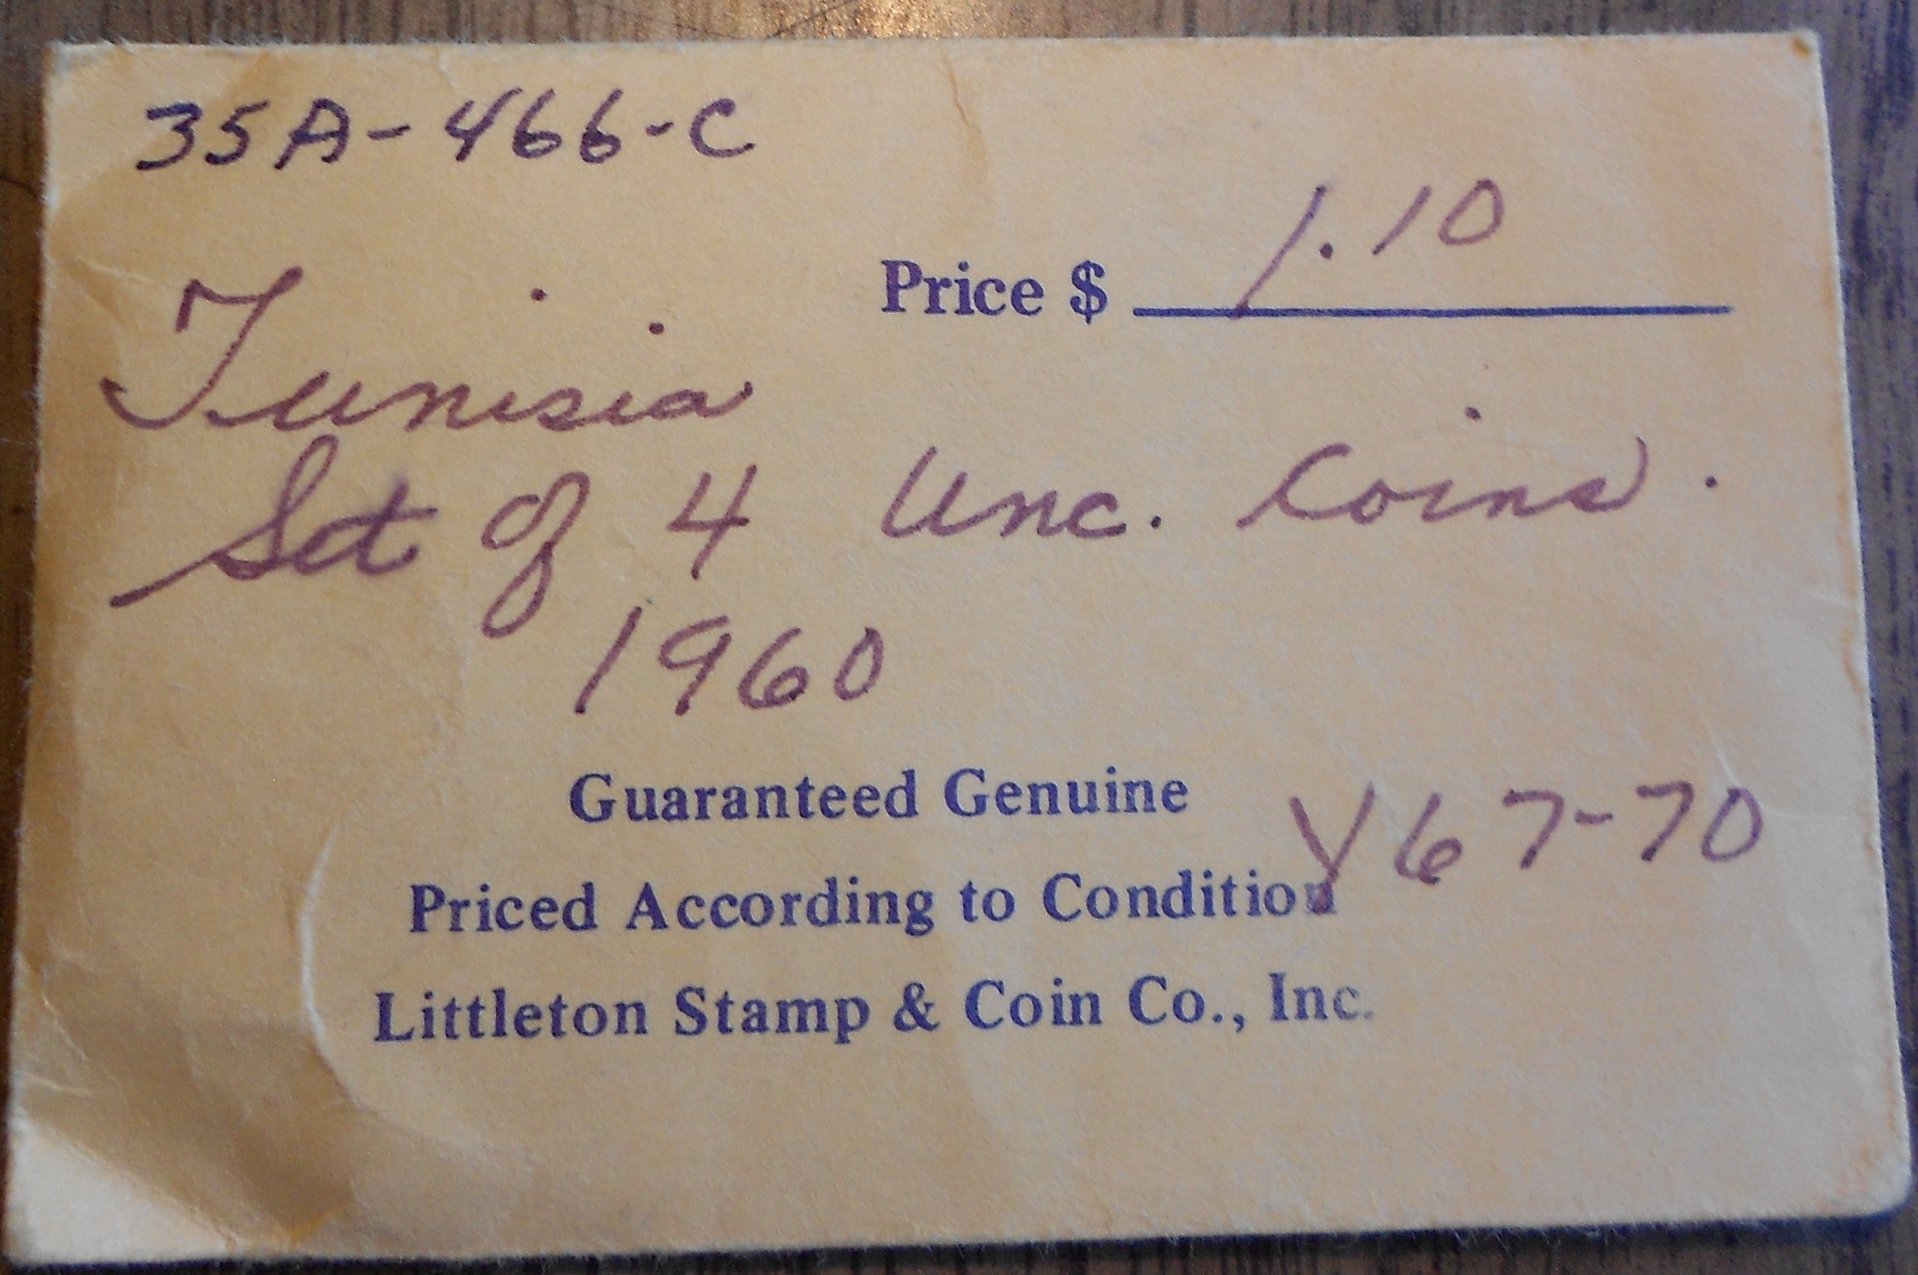 35A-466-C
Price $ 1.10
Tunisia
Set of 4 Unc. Coins.
1960
Guaranteed Genuine
Y67-70
Priced According to Condition
Littleton Stamp & Coin Co., Inc.